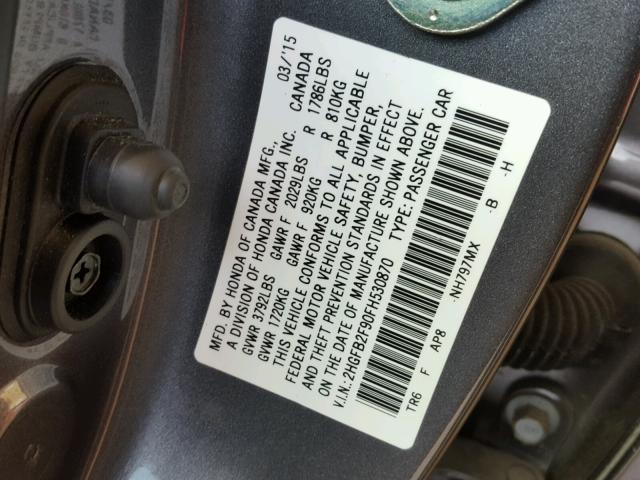 MFD. BY HONDA OF CANADA MFG., 03/'15
A DIVISION OF HONDA CANADA INC. CANADA
GVWR 3792LBS GAWR F 2029LBS R 1786LBS
GVWR 1720KG GAWR F 920KG R 810KG
THIS VEHICLE CONFORMS TO ALL APPLICABLE
FEDERAL MOTOR VEHICLE SAFETY, BUMPER,
AND THEFT PREVENTION STANDARDS IN EFFECT
ON THE DATE OF MANUFACTURE SHOWN ABOVE.
V.I.N.:2HGFB2F90FH530870 TYPE:PASSENGER CAR
TR6 F AP8 -NH797MX -B -H